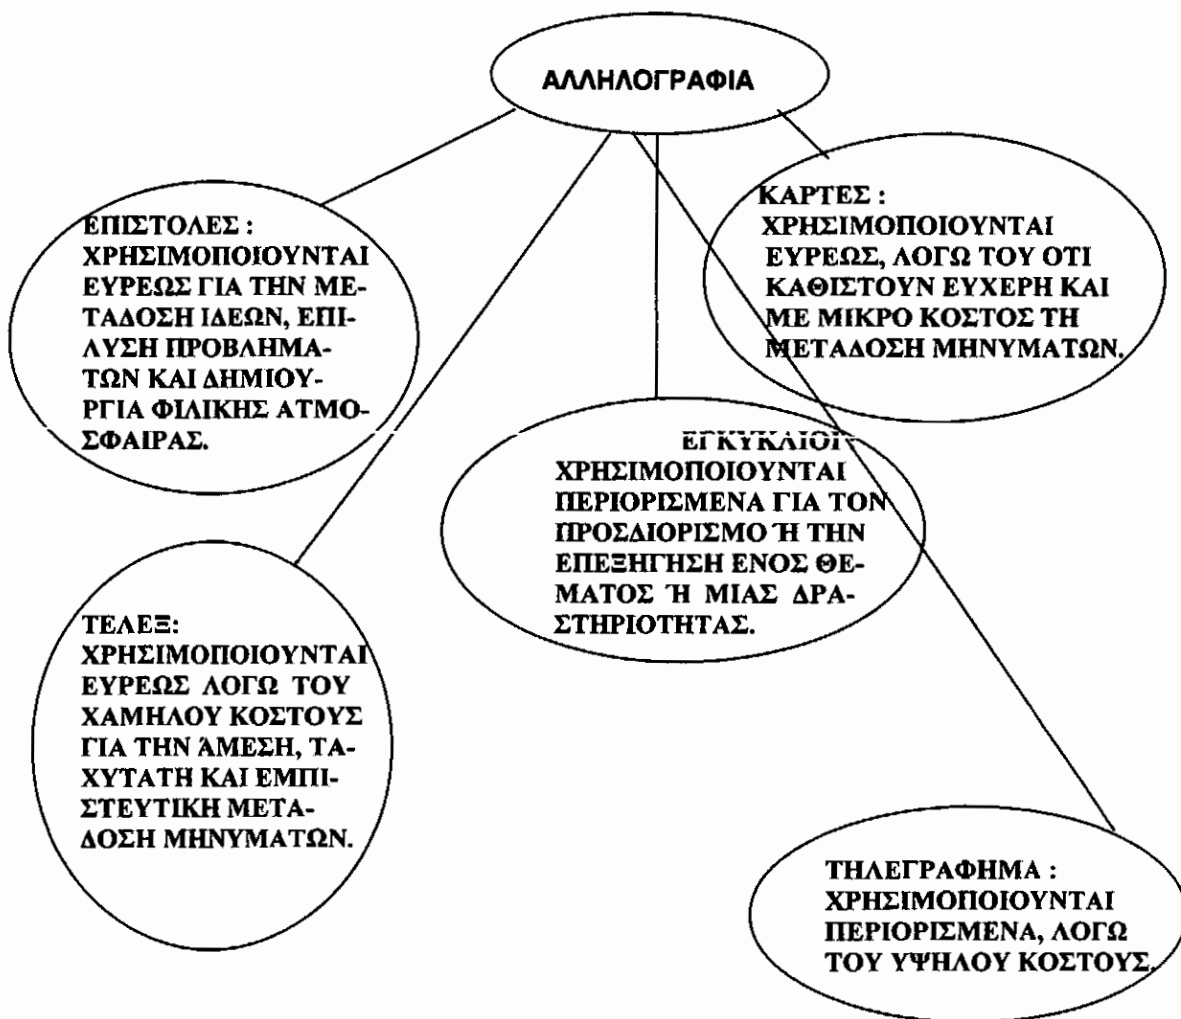 ΑΛΛΗΛΟΓΡΑΦΙΑ
ΕΠΙΣΤΟΛΕΣ :
ΧΡΗΣΙΜΟΠΟΙΟΥΝΤΑΙ
ΕΥΡΕΩΣ ΓΙΑ ΤΗΝ ΜΕ-
ΤΑΔΟΣΗ ΙΔΕΩΝ, ΕΠΙ-
ΛΥΣΗ ΠΡΟΒΛΗΜΑ-
ΤΩΝ ΚΑΙ ΔΗΜΙΟΥ-
ΡΓΙΑ ΦΙΛΙΚΗΣ ΑΤΜΟ-
ΣΦΑΙΡΑΣ.
ΚΑΡΤΕΣ :
ΧΡΗΣΙΜΟΠΟΙΟΥΝΤΑΙ
ΕΥΡΕΩΣ, ΛΟΓΩ ΤΟΥ ΟΤΙ
ΚΑΘΙΣΤΟΥΝ ΕΥΧΕΡΗ ΚΑΙ
ΜΕ ΜΙΚΡΟ ΚΟΣΤΟΣ ΤΗ
ΜΕΤΑΔΟΣΗ ΜΗΝΥΜΑΤΩΝ.
ΕΓΚΥΚΛΙΟΙ
ΧΡΗΣΙΜΟΠΟΙΟΥΝΤΑΙ
ΠΕΡΙΟΡΙΣΜΕΝΑ ΓΙΑ ΤΟΝ
ΠΡΟΣΔΙΟΡΙΣΜΟ Ή ΤΗΝ
ΕΠΕΞΗΓΗΣΗ ΕΝΟΣ ΘΕ-
ΜΑΤΟΣ Ή ΜΙΑΣ ΔΡΑ-
ΣΤΗΡΙΟΤΗΤΑΣ.
ΤΕΛΕΞ:
ΧΡΗΣΙΜΟΠΟΙΟΥΝΤΑΙ
ΕΥΡΕΩΣ ΛΟΓΩ ΤΟΥ
ΧΑΜΗΛΟΥ ΚΟΣΤΟΥΣ
ΓΙΑ ΤΗΝ ΆΜΕΣΗ, ΤΑ-
ΧΥΤΑΤΗ ΚΑΙ ΕΜΠΙ-
ΣΤΕΥΤΙΚΗ ΜΕΤΑ-
ΔΟΣΗ ΜΗΝΥΜΑΤΩΝ.
ΤΗΛΕΓΡΑΦΗΜΑ :
ΧΡΗΣΙΜΟΠΟΙΟΥΝΤΑΙ
ΠΕΡΙΟΡΙΣΜΕΝΑ, ΛΟΓΩ
ΤΟΥ ΥΨΗΛΟΥ ΚΟΣΤΟΥΣ.